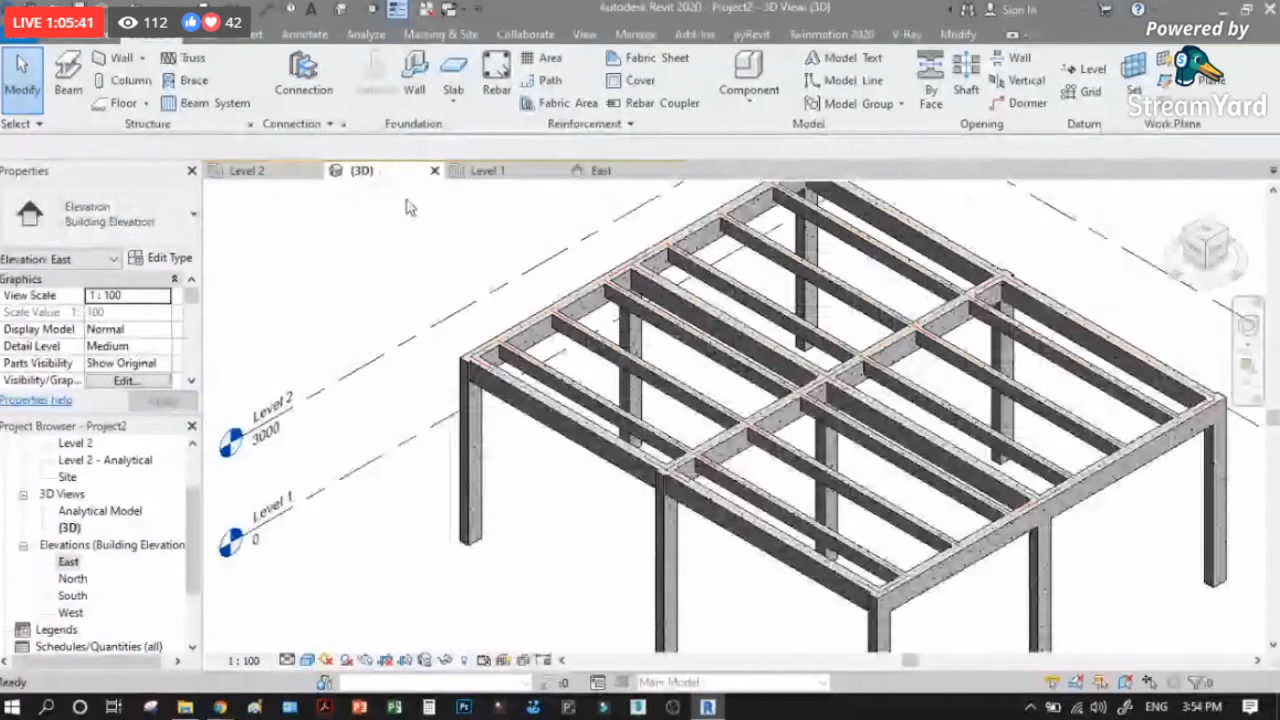 LIVE 1:05:41 112 42
Autodesk Revit 2020 - Project2 - 3D View: {3D}
Sign In
Powered by
StreamYard
Annotate Analyze Massing & Site Collaborate View Manage Add-Ins pyRevit Twinmotion 2020 V-Ray Modify
Wall Truss Area Fabric Sheet Model Text Wall Level
Modify Beam Column Brace Connection Wall Slab Rebar Path Cover Component Model Line By Face Shaft Vertical Grid Set
Floor Beam System Fabric Area Rebar Coupler Model Group Dormer
Select Structure Connection Foundation Reinforcement Model Opening Datum Work Plane
Properties
Level 2 {3D} Level 1 East
Elevation
Building Elevation
Elevation: East Edit Type
Graphics
View Scale 1 : 100
Scale Value 1: 100
Display Model Normal
Detail Level Medium
Parts Visibility Show Original
Visibility/Grap... Edit...
Properties help Apply
Project Browser - Project2
Level 2
Level 2 - Analytical
Site
3D Views
Analytical Model
{3D}
Elevations (Building Elevation
East
North
South
West
Legends
Schedules/Quantities (all)
Level 2
3000
Level 1
0
1 : 100
Ready :0 Main Model :0
ENG 3:54 PM